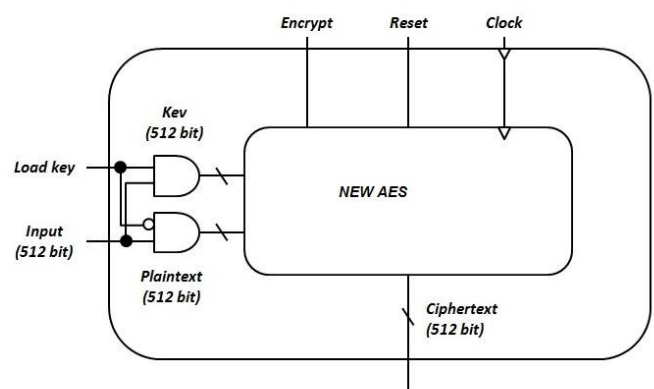 Encrypt Reset Clock
Kev
(512 bit)
Load key
NEW AES
Input
(512 bit)
Plaintext
(512 bit)
Ciphertext
(512 bit)